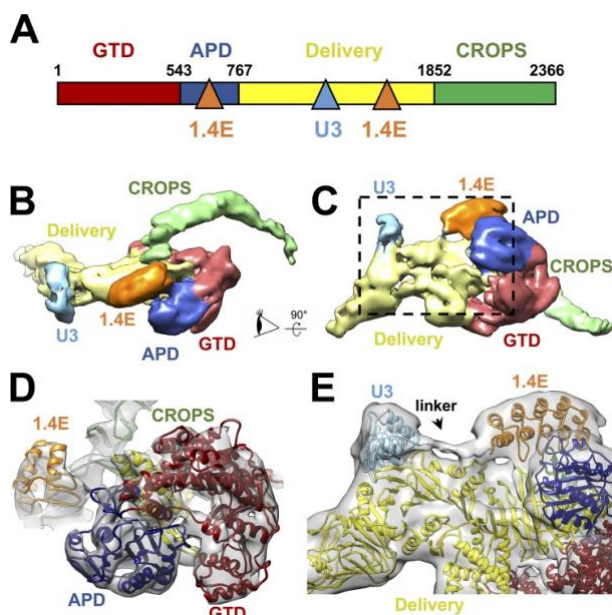 A
GTD APD Delivery CROPS
1 543 767 1852 2366
1.4E U3 1.4E
B
CROPS
Delivery
1.4E
U3
APD
GTD
90°
C
U3
1.4E
APD
CROPS
Delivery
GTD
D
1.4E
CROPS
APD
GTD
E
U3
linker
1.4E
Delivery